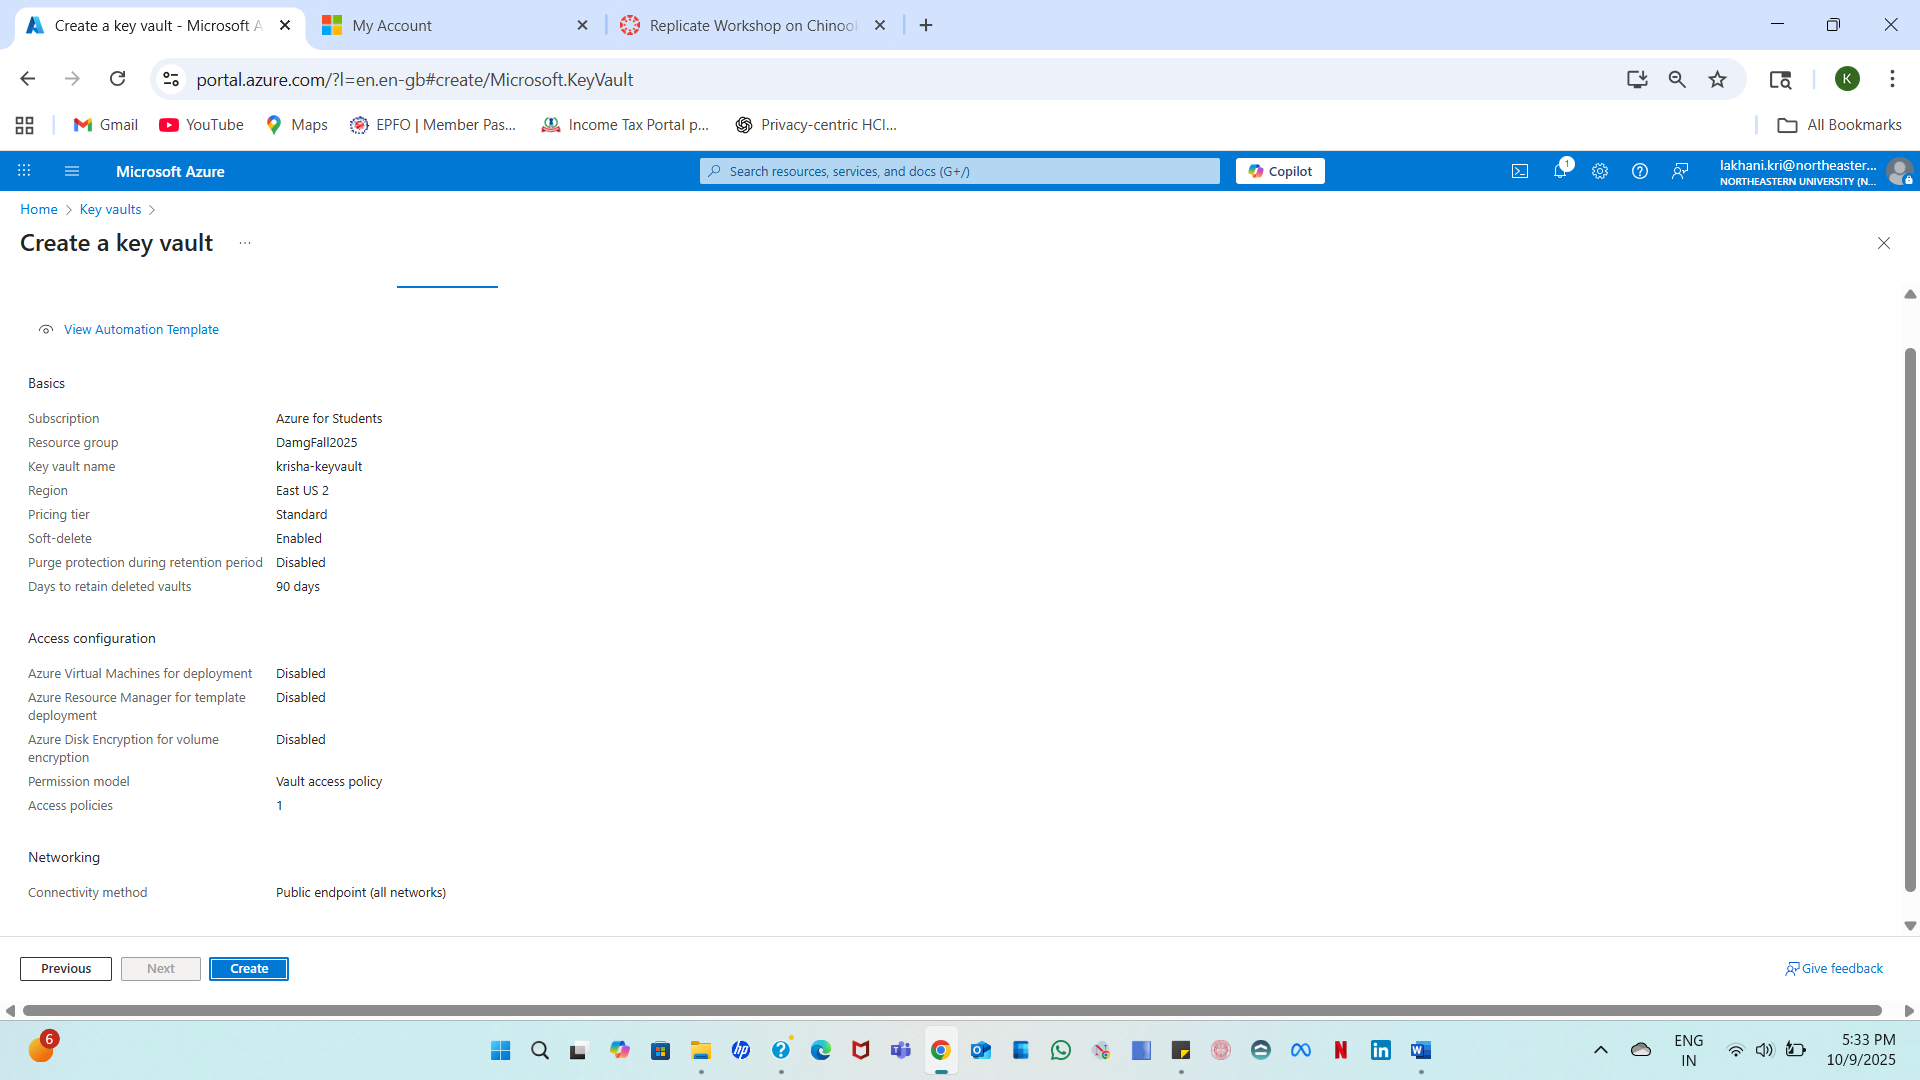 Create a key vault - Microsoft A
My Account
Replicate Workshop on Chinook
portal.azure.com/?l=en.en-gb#create/Microsoft.KeyVault
K
Gmail
YouTube
Maps
EPFO | Member Pas...
Income Tax Portal p...
Privacy-centric HCI...
All Bookmarks
Microsoft Azure
Search resources, services, and docs (G+/)
Copilot
1
lakhani.kri@northeaster...
NORTHEASTERN UNIVERSITY (N...
Home
Key vaults
Create a key vault
...
View Automation Template
Basics
Subscription Azure for Students
Resource group DamgFall2025
Key vault name krisha-keyvault
Region East US 2
Pricing tier Standard
Soft-delete Enabled
Purge protection during retention period Disabled
Days to retain deleted vaults 90 days
Access configuration
Azure Virtual Machines for deployment Disabled
Azure Resource Manager for template Disabled
deployment
Azure Disk Encryption for volume Disabled
encryption
Permission model Vault access policy
Access policies 1
Networking
Connectivity method Public endpoint (all networks)
Previous
Next
Create
Give feedback
6
ENG
IN
5:33 PM
10/9/2025